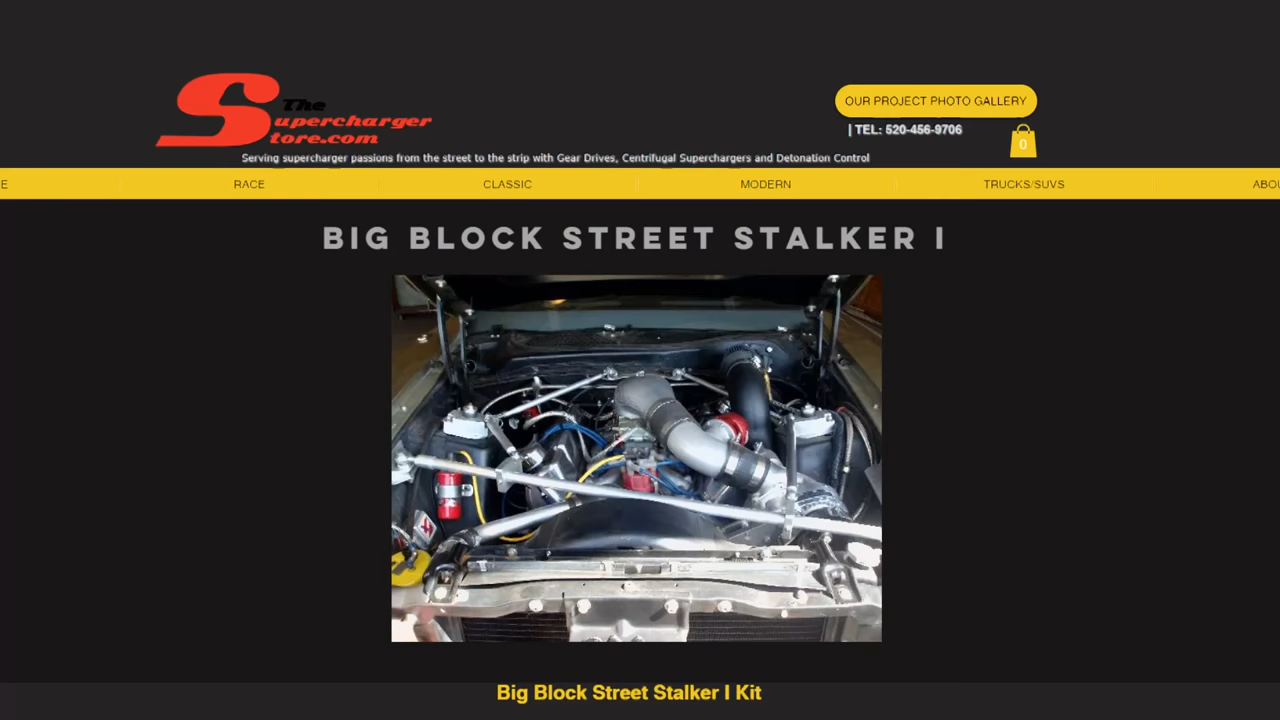 The
Supercharger
Store.com
OUR PROJECT PHOTO GALLERY
| TEL: 520-456-9706
0
Serving supercharger passions from the street to the strip with Gear Drives, Centrifugal Superchargers and Detonation Control
E
RACE
CLASSIC
MODERN
TRUCKS/SUVS
ABOU
BIG BLOCK STREET STALKER I
Big Block Street Stalker I Kit